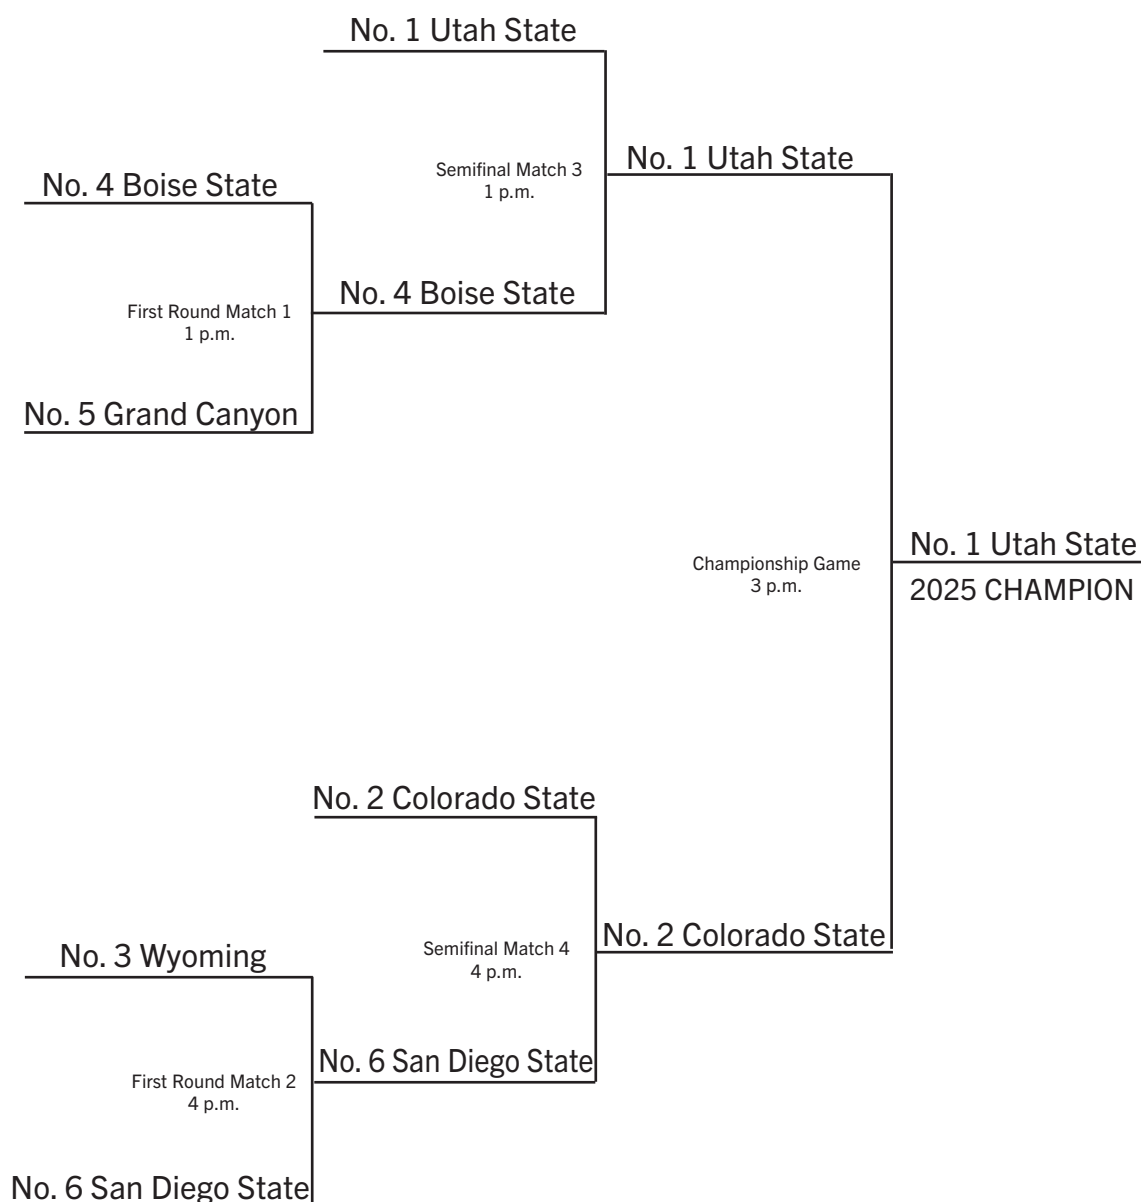 No. 1 Utah State
Semifinal Match 3
1 p.m.
No. 1 Utah State
No. 4 Boise State
First Round Match 1
1 p.m.
No. 4 Boise State
No. 5 Grand Canyon
Championship Game
3 p.m.
No. 1 Utah State
2025 CHAMPION
No. 2 Colorado State
Semifinal Match 4
4 p.m.
No. 2 Colorado State
No. 3 Wyoming
First Round Match 2
4 p.m.
No. 6 San Diego State
No. 6 San Diego State